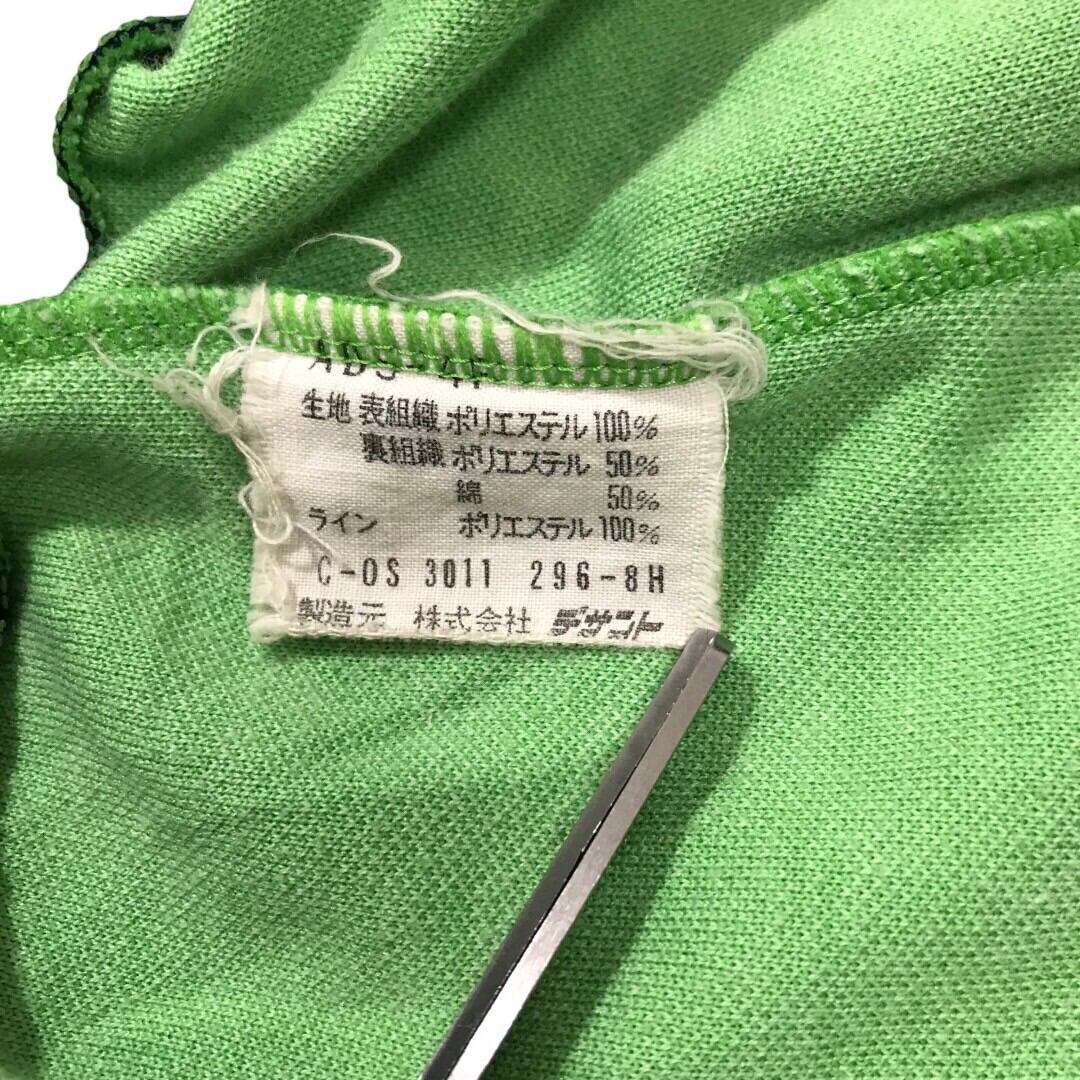 生地 表組織 ポリエステル 100%
裏組織 ポリエステル 50%
綿 50%
ライン ポリエステル 100%
C-OS 3011 296-8H
製造元 株式会社 デサント